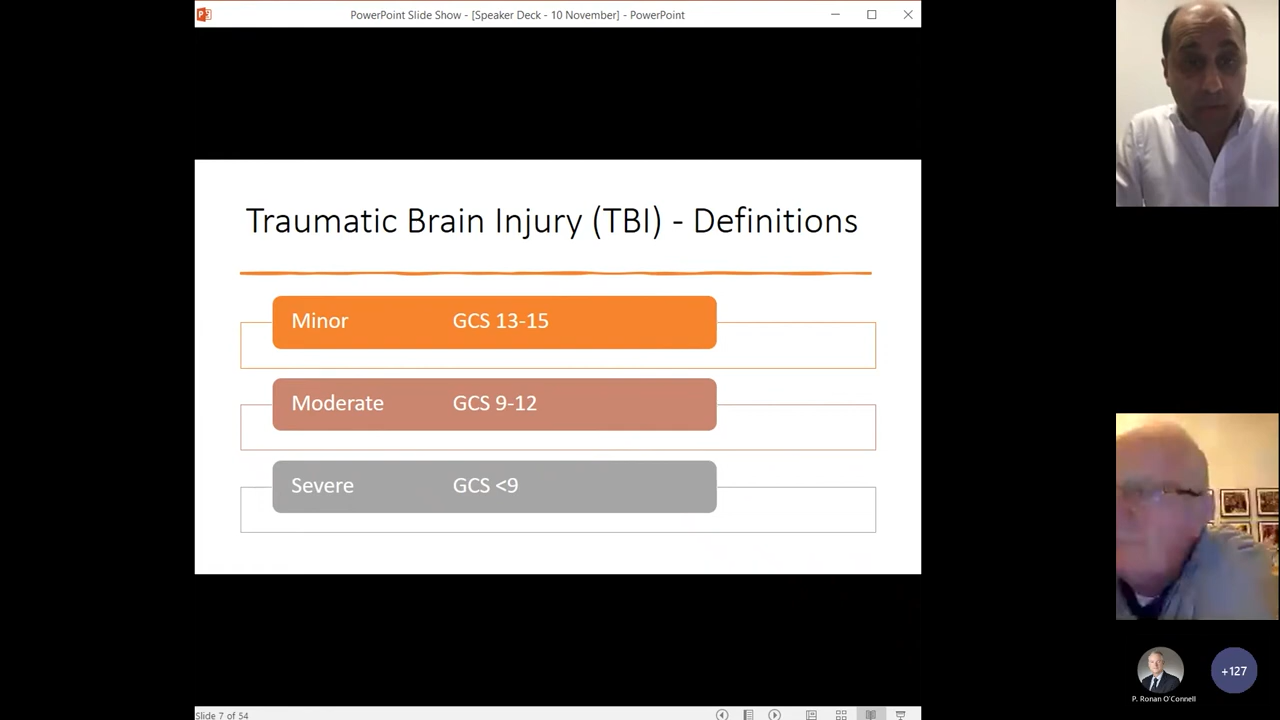 PowerPoint Slide Show - [Speaker Deck - 10 November] - PowerPoint
Traumatic Brain Injury (TBI) - Definitions
Minor GCS 13-15
Moderate GCS 9-12
Severe GCS <9
+127
P. Ronan O'Connell
Slide 7 of 54